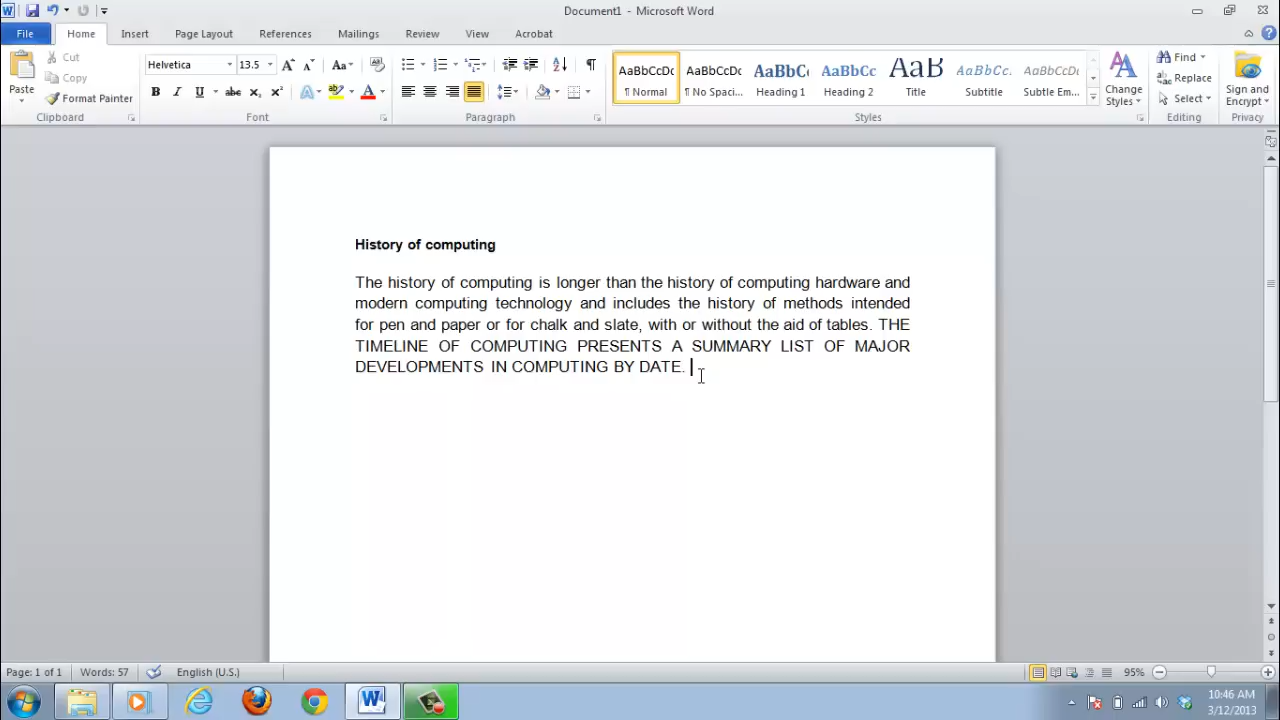 Document1 - Microsoft Word
File Home Insert Page Layout References Mailings Review View Acrobat
Paste
Cut
Copy
Format Painter
Clipboard
Helvetica 13.5
Aa
B I U abc x₂ x²
Font
Paragraph
AaBbCcDc AaBbCcDc AaBbC AaBbCc AaB AaBbCc. AaBbCcDc
¶ Normal ¶ No Spaci... Heading 1 Heading 2 Title Subtitle Subtle Em...
Change Styles
Styles
Find
Replace
Select
Editing
Sign and Encrypt
Privacy
History of computing
The history of computing is longer than the history of computing hardware and
modern computing technology and includes the history of methods intended
for pen and paper or for chalk and slate, with or without the aid of tables. THE
TIMELINE OF COMPUTING PRESENTS A SUMMARY LIST OF MAJOR
DEVELOPMENTS IN COMPUTING BY DATE.
Page: 1 of 1 Words: 57 English (U.S.) 95%
10:46 AM
3/12/2013